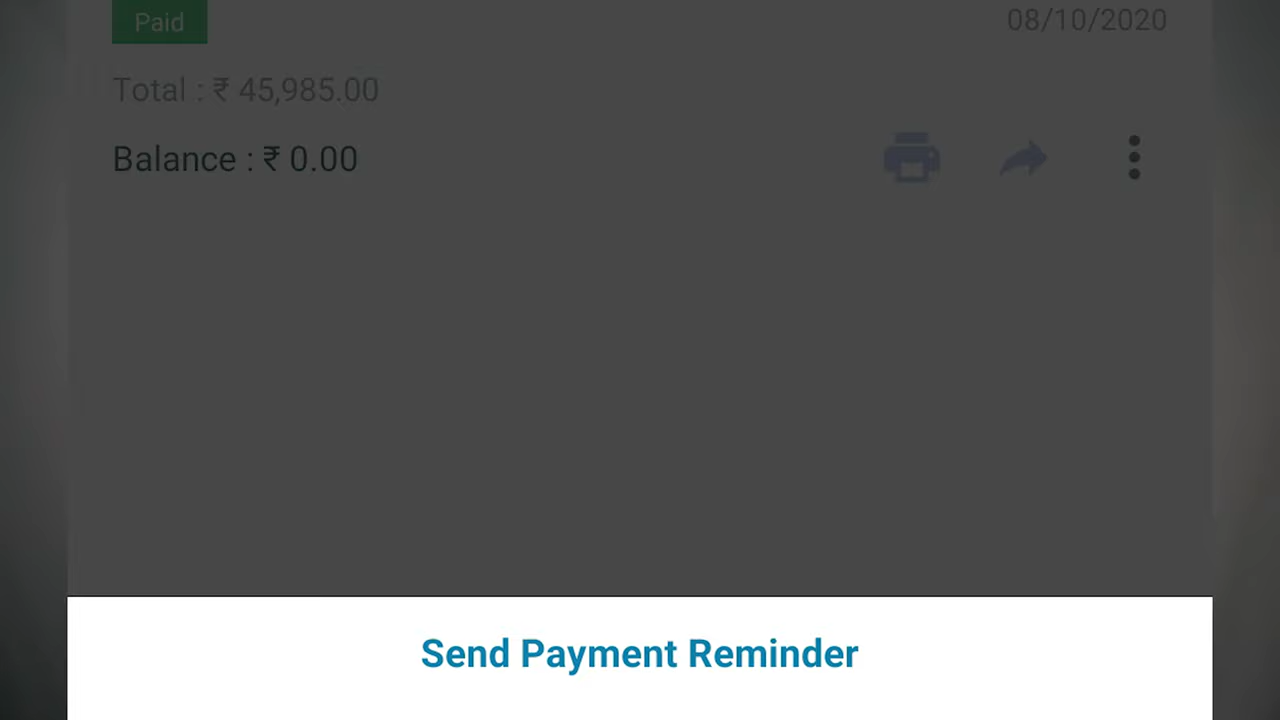 Paid 08/10/2020
Total : ₹ 45,985.00
Balance : ₹ 0.00
Send Payment Reminder